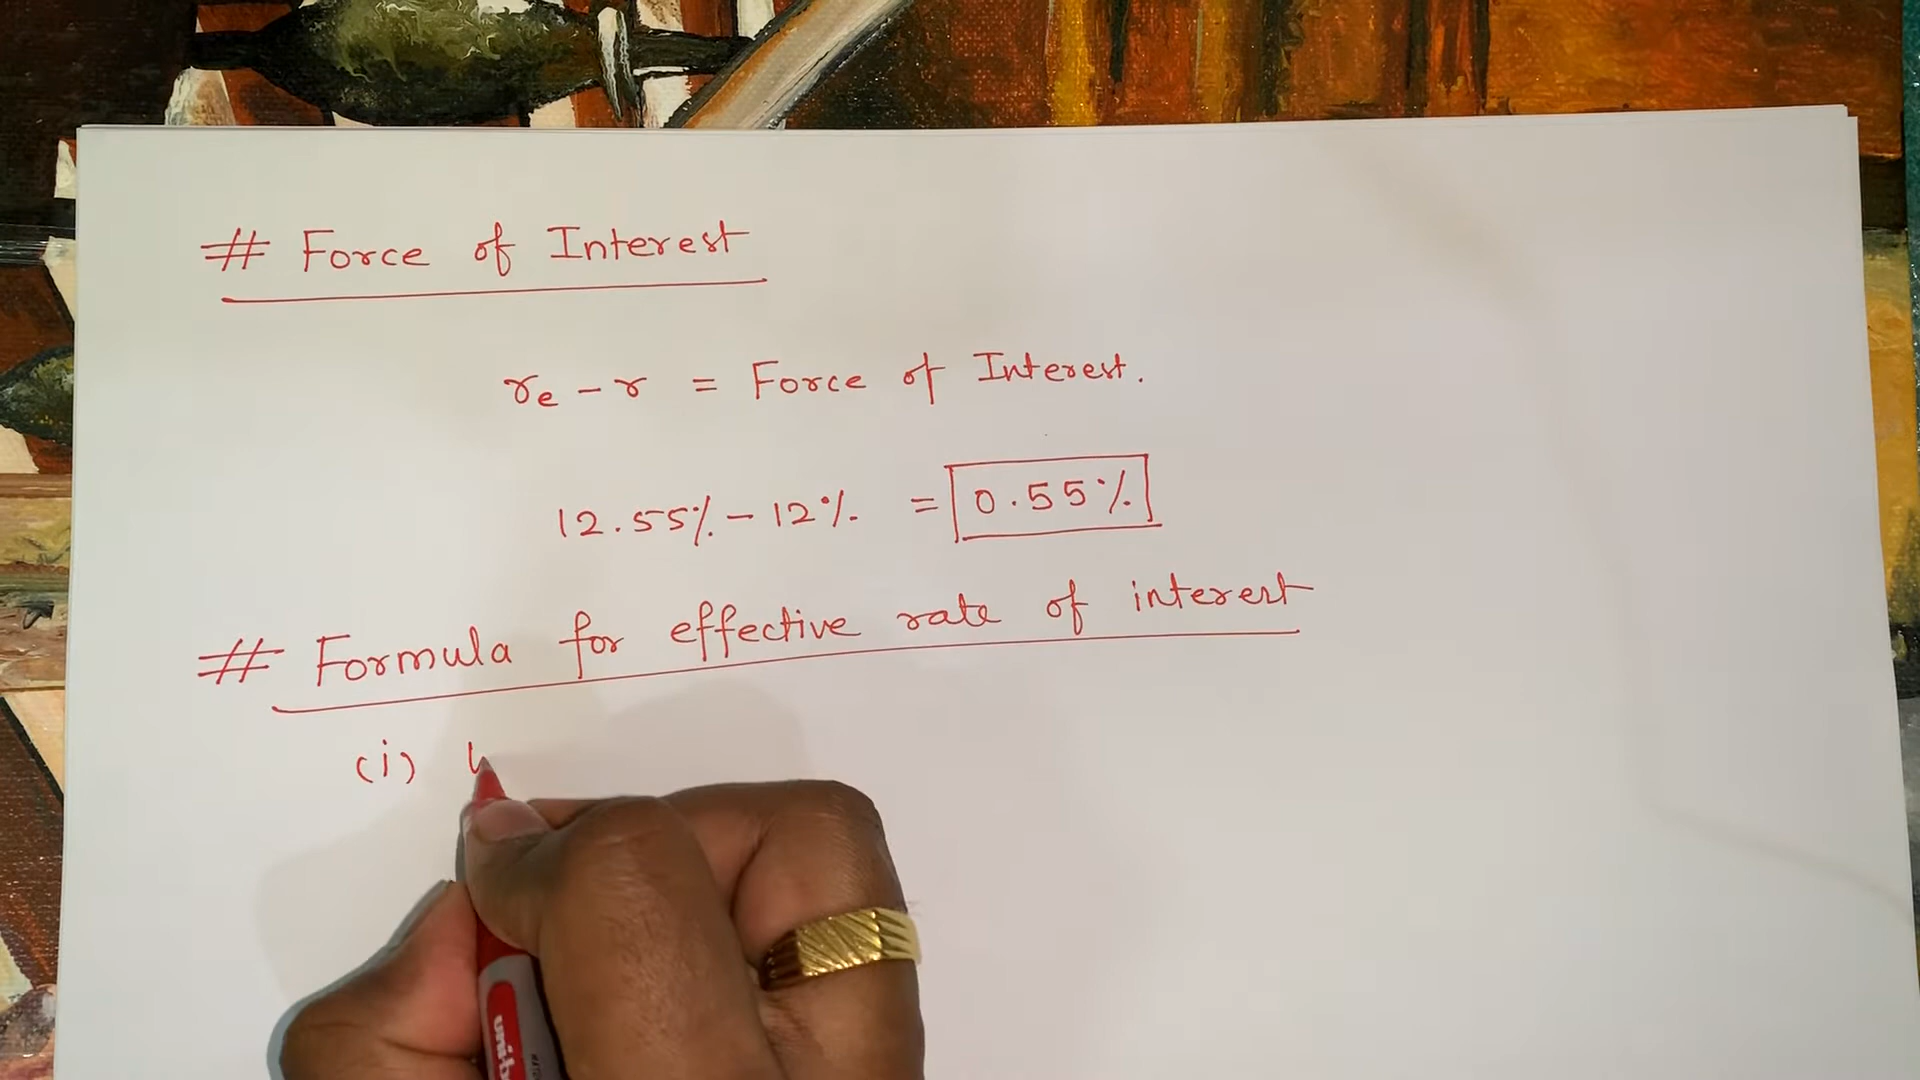 # Force of Interest
re - r = Force of Interest.
12.55% - 12% = 0.55%
# Formula for effective rate of interest
(i)